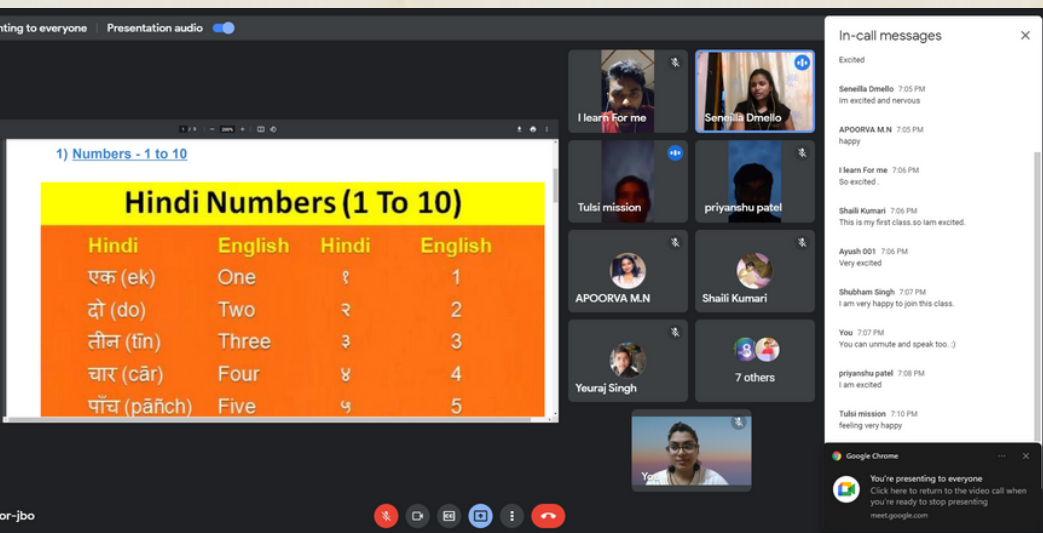 nting to everyone
Presentation audio
1) Numbers - 1 to 10
Hindi Numbers (1 To 10)
Hindi English Hindi English
एक (ek) One १ 1
दो (do) Two २ 2
तीन (tīn) Three ३ 3
चार (cār) Four ४ 4
पाँच (pāñch) Five ५ 5
I learn For me
Seneilla Dmello
Tulsi mission
priyanshu patel
APOORVA M.N
Shaili Kumari
Yeuraj Singh
7 others
or-jbo
In-call messages
Excited
Seneilla Dmello 7:05 PM
Im excited and nervous
APOORVA M.N 7:05 PM
happy
I learn For me 7:06 PM
So excited .
Shaili Kumari 7:06 PM
This is my first class.so Iam excited.
Ayush 001 7:06 PM
Very excited
Shubham Singh 7:07 PM
I am very happy to join this class.
You 7:07 PM
You can unmute and speak too. :)
priyanshu patel 7:08 PM
I am excited
Tulsi mission 7:10 PM
feeling very happy
Google Chrome
You're presenting to everyone
Click here to return to the video call when
you're ready to stop presenting
meet.google.com